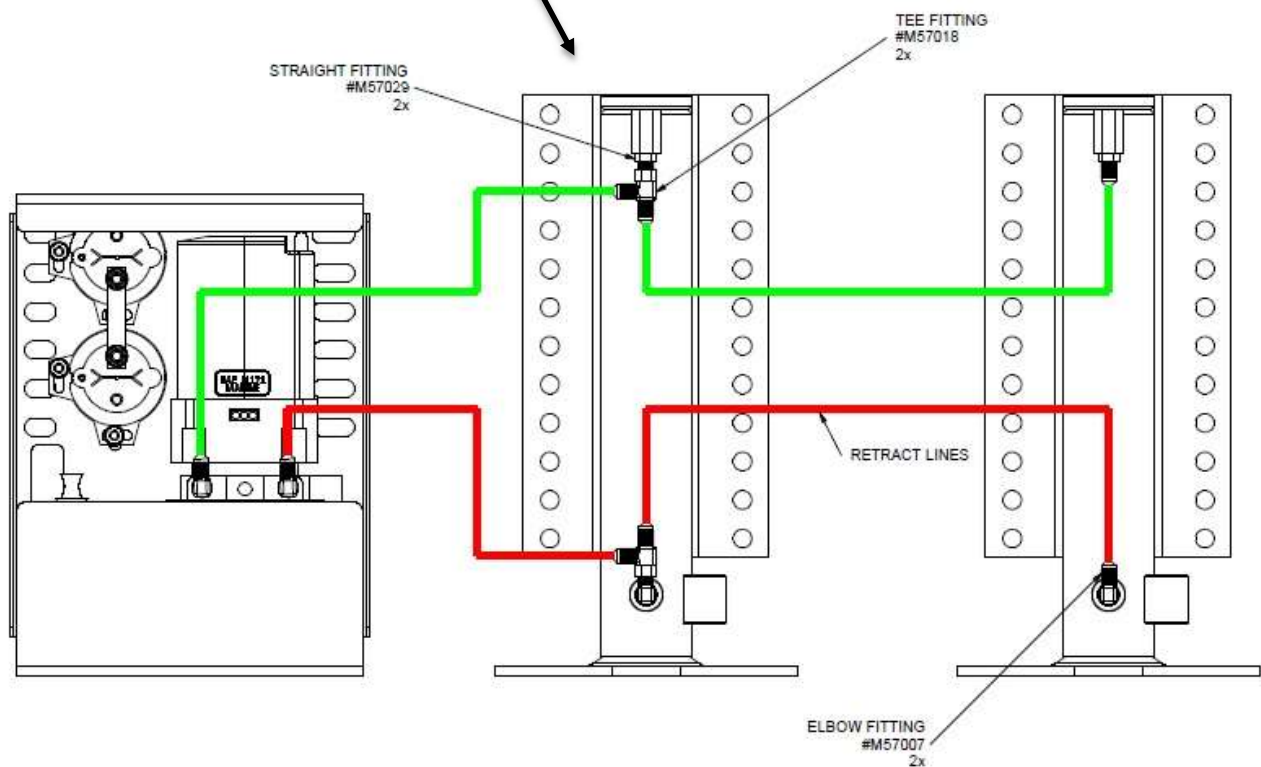 TEE FITTING
#M57018
2x
STRAIGHT FITTING
#M57029
2x
RETRACT LINES
ELBOW FITTING
#M57007
2x